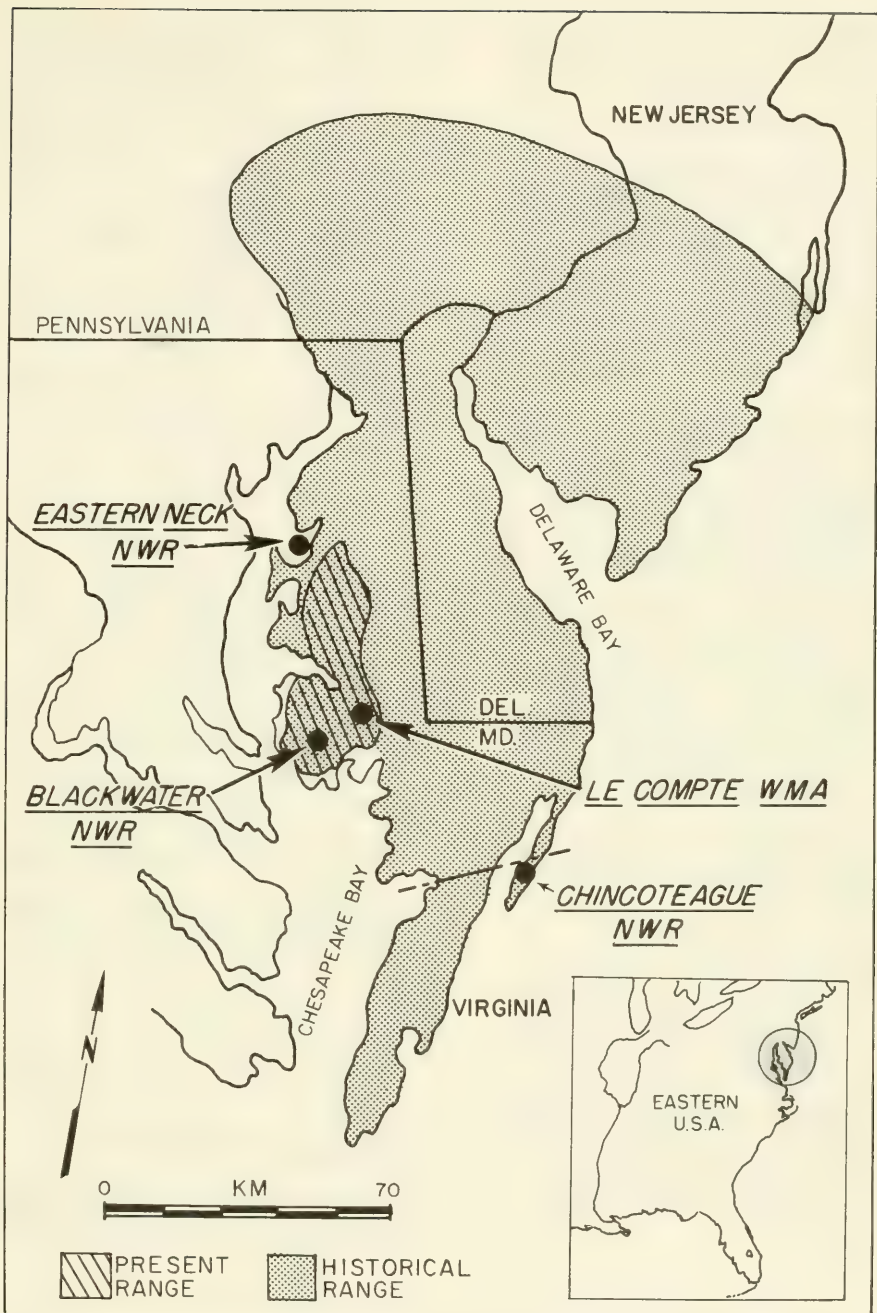 NEW JERSEY
PENNSYLVANIA
EASTERN NECK
NWR
DELAWARE BAY
DEL.
MD.
BLACKWATER
NWR
LE COMPTE WMA
CHINCOTEAGUE
NWR
CHESAPEAKE BAY
VIRGINIA
N
EASTERN
U.S.A.
0 KM 70
PRESENT
RANGE
HISTORICAL
RANGE